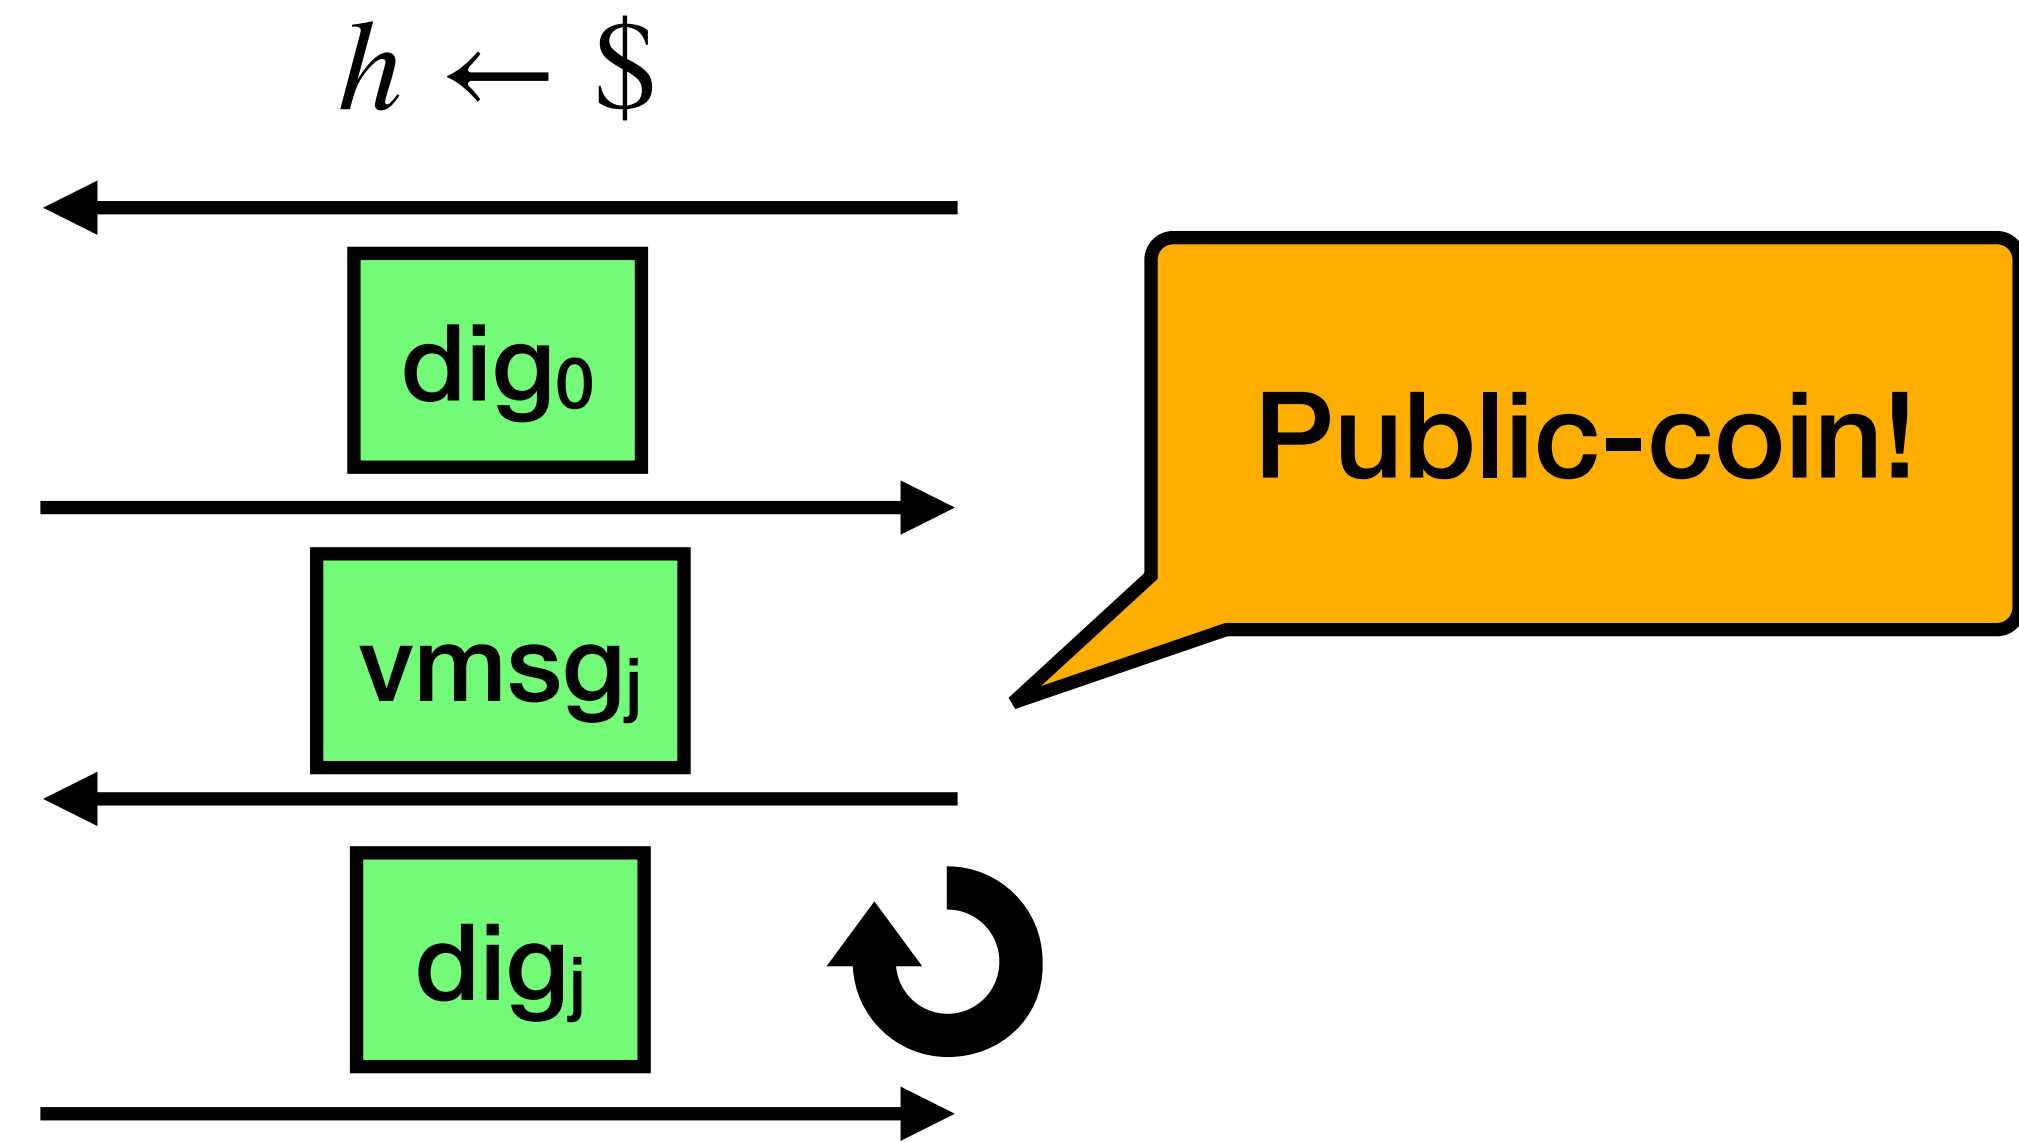 h ← $
dig₀
Public-coin!
vmsgⱼ
digⱼ